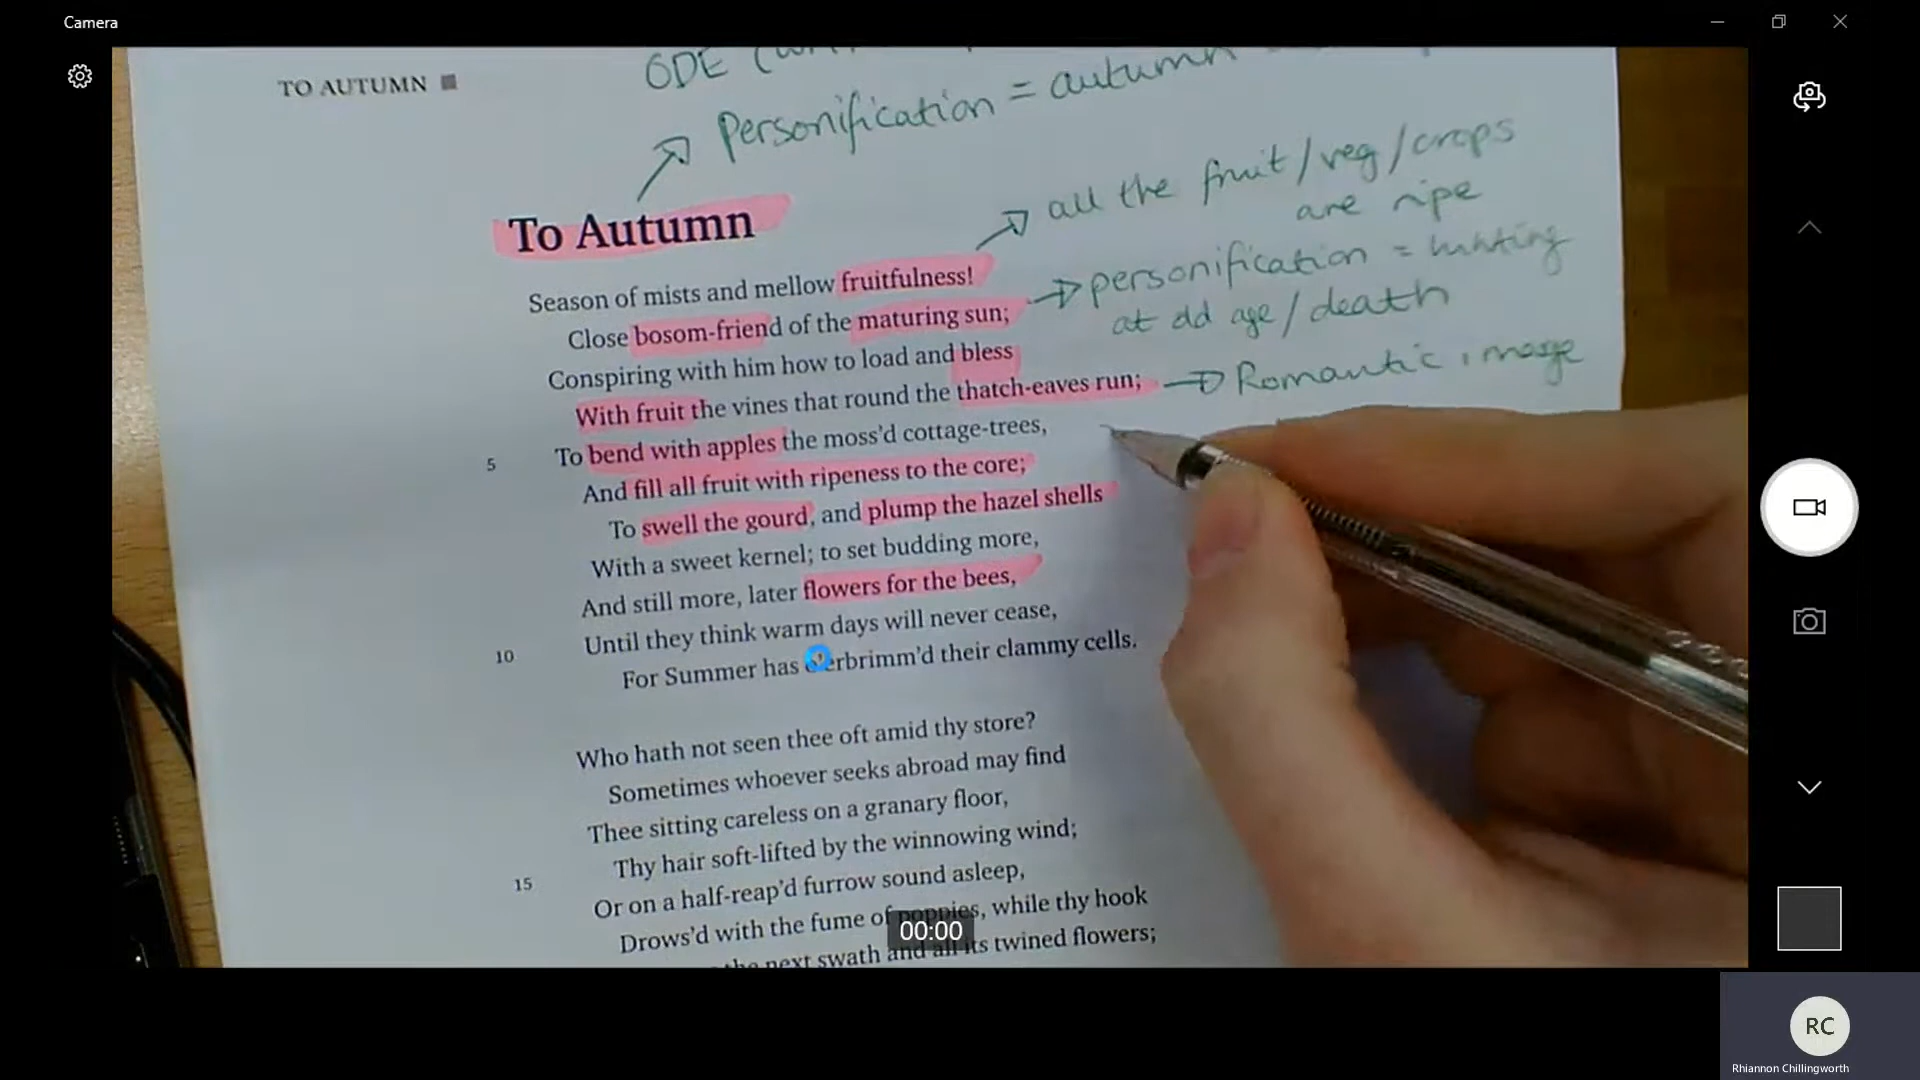 Camera
TO AUTUMN
ODE
Personification = autumn
To Autumn
all the fruit/veg/crops
are ripe
Season of mists and mellow fruitfulness!
personification = hinting
at old age/death
Close bosom-friend of the maturing sun;
Conspiring with him how to load and bless
With fruit the vines that round the thatch-eaves run;
Romantic image
5 To bend with apples the moss'd cottage-trees,
And fill all fruit with ripeness to the core;
To swell the gourd, and plump the hazel shells
With a sweet kernel; to set budding more,
And still more, later flowers for the bees,
10 Until they think warm days will never cease,
For Summer has o'erbrimm'd their clammy cells.
Who hath not seen thee oft amid thy store?
Sometimes whoever seeks abroad may find
Thee sitting careless on a granary floor,
Thy hair soft-lifted by the winnowing wind;
15 Or on a half-reap'd furrow sound asleep,
Drows'd with the fume of poppies, while thy hook
the next swath and all its twined flowers;
00:00
RC
Rhiannon Chillingworth